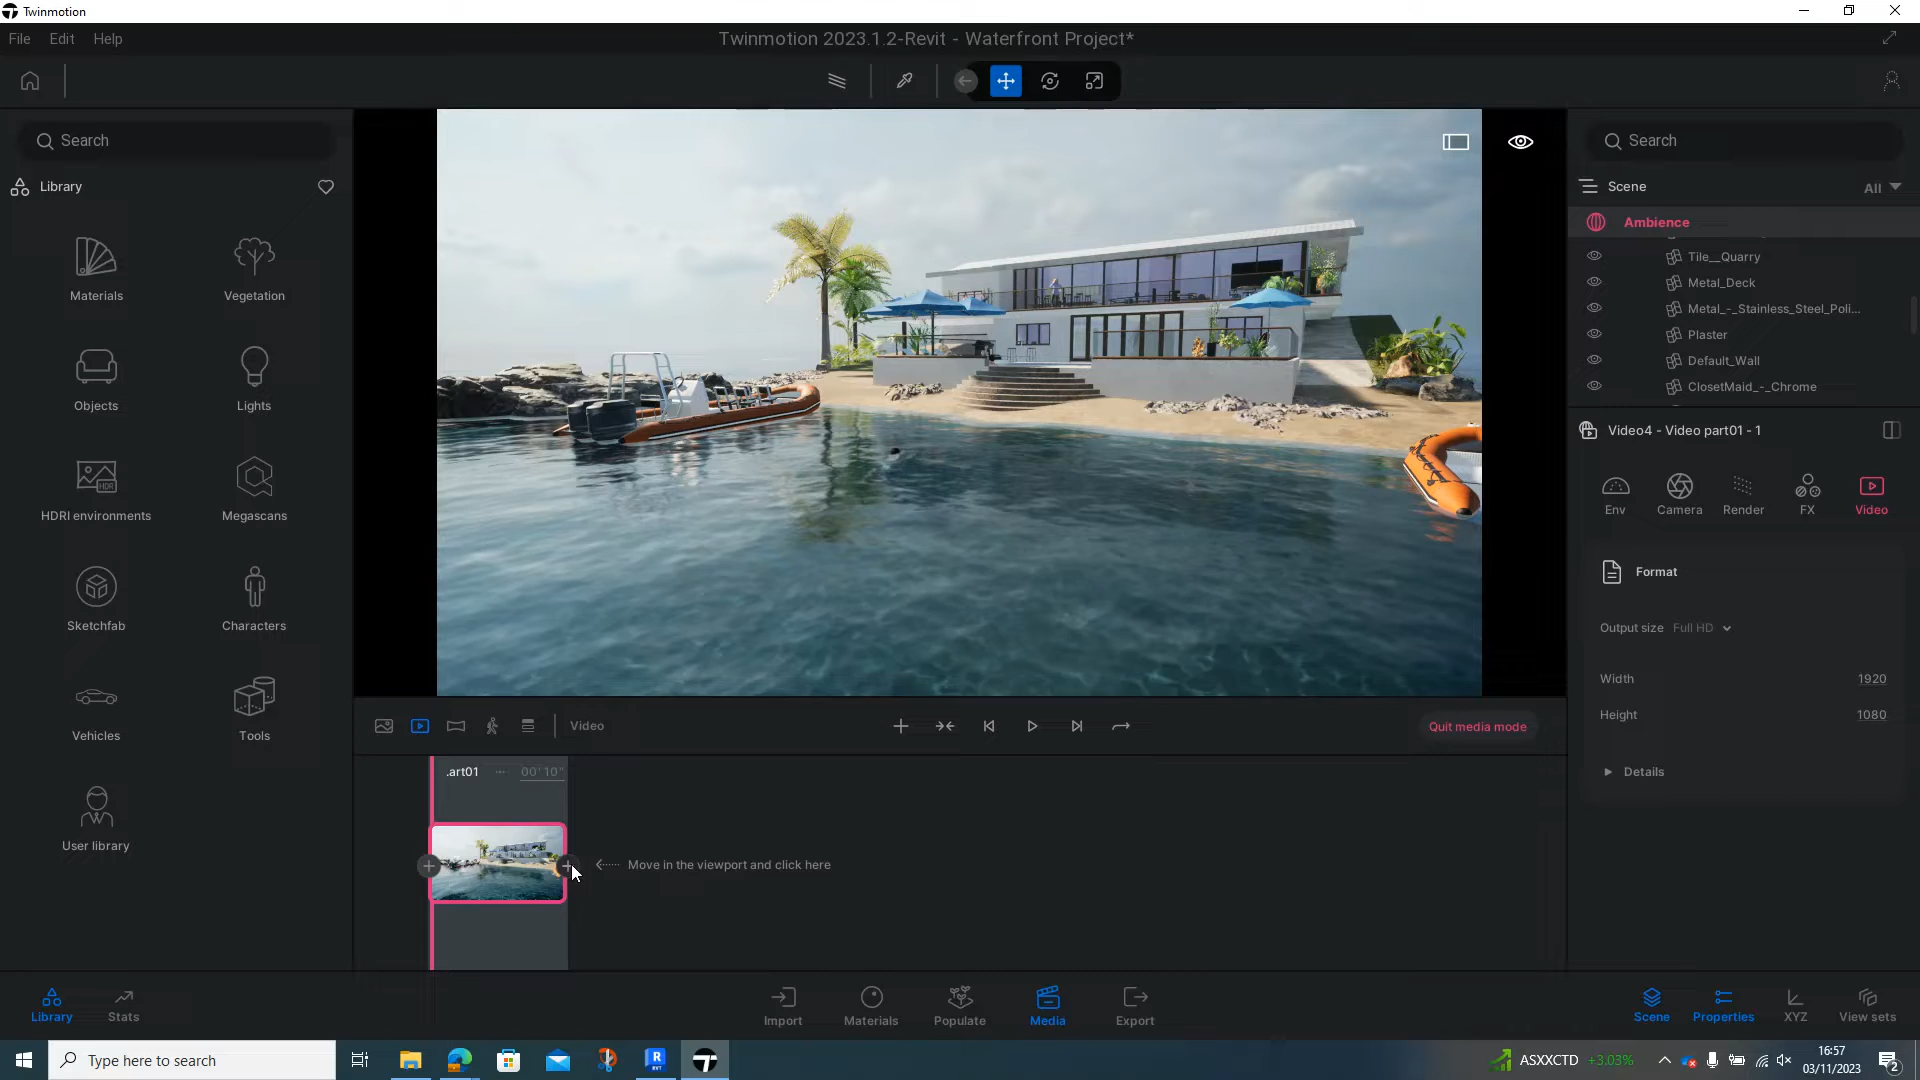 Twinmotion
File Edit Help
Twinmotion 2023.1.2-Revit - Waterfront Project*
Search
Library
Materials
Vegetation
Objects
Lights
HDR
HDRI environments
Megascans
Sketchfab
Characters
Vehicles
Tools
User library
Search
Scene
All
Ambience
Tile__Quarry
Metal_Deck
Metal_-_Stainless_Steel_Poli...
Plaster
Default_Wall
ClosetMaid_-_Chrome
Video4 - Video part01 - 1
Env Camera Render FX Video
Format
Output size Full HD
Width 1920
Height 1080
Details
Video
Quit media mode
.art01 ... 00'10"
Move in the viewport and click here
Library Stats
Import Materials Populate Media Export
Scene Properties XYZ View sets
Type here to search
R
RVT
ASXXCTD +3.03%
16:57
03/11/2023
2